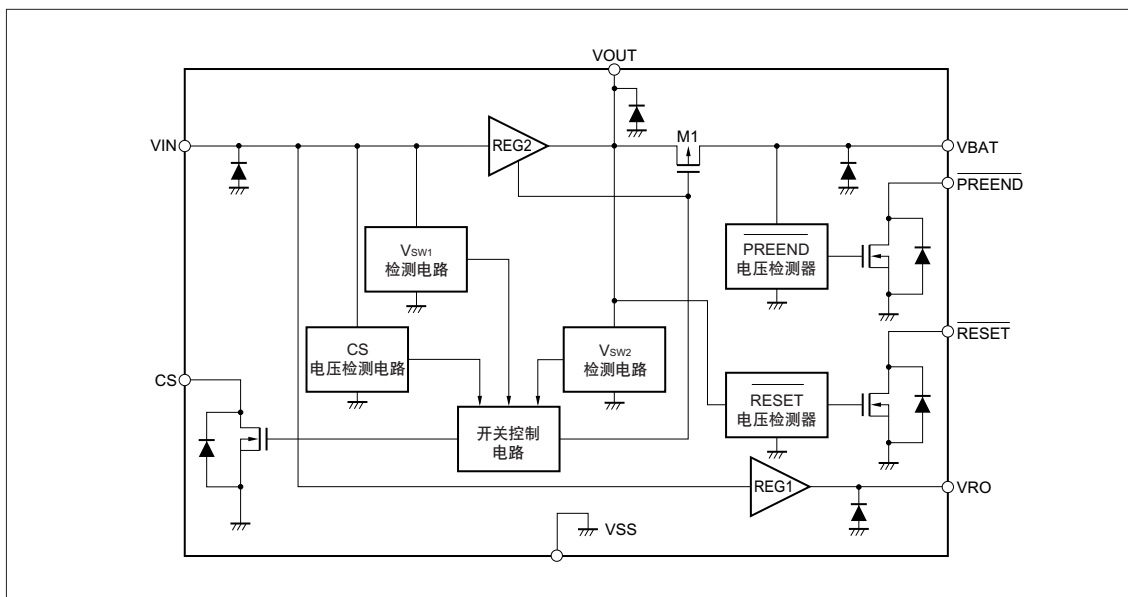 VOUT
VIN
REG2
M1
VBAT
PREEND
VSW1
检测电路
PREEND
电压检测器
RESET
CS
电压检测电路
VSW2
检测电路
CS
RESET
电压检测器
开关控制
电路
REG1
VRO
VSS